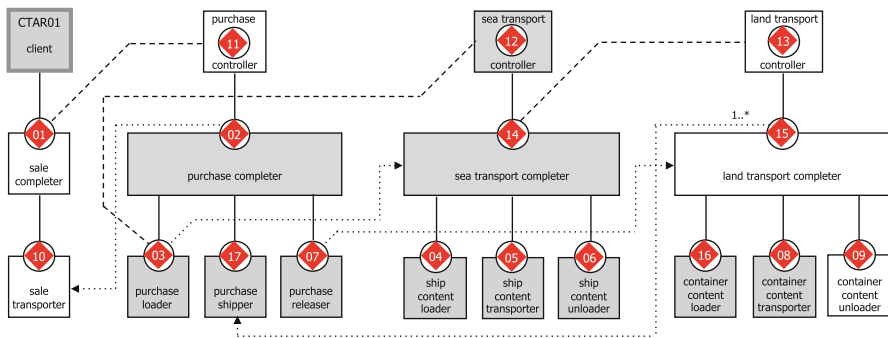 CTAR01
client
purchase
11
controller
sea transport
12
controller
land transport
13
controller
1..*
01
sale
completer
02
purchase completer
14
sea transport completer
15
land transport completer
10
sale
transporter
03
purchase
loader
17
purchase
shipper
07
purchase
releaser
04
ship
content
loader
05
ship
content
transporter
06
ship
content
unloader
16
container
content
loader
08
container
content
transporter
09
container
content
unloader